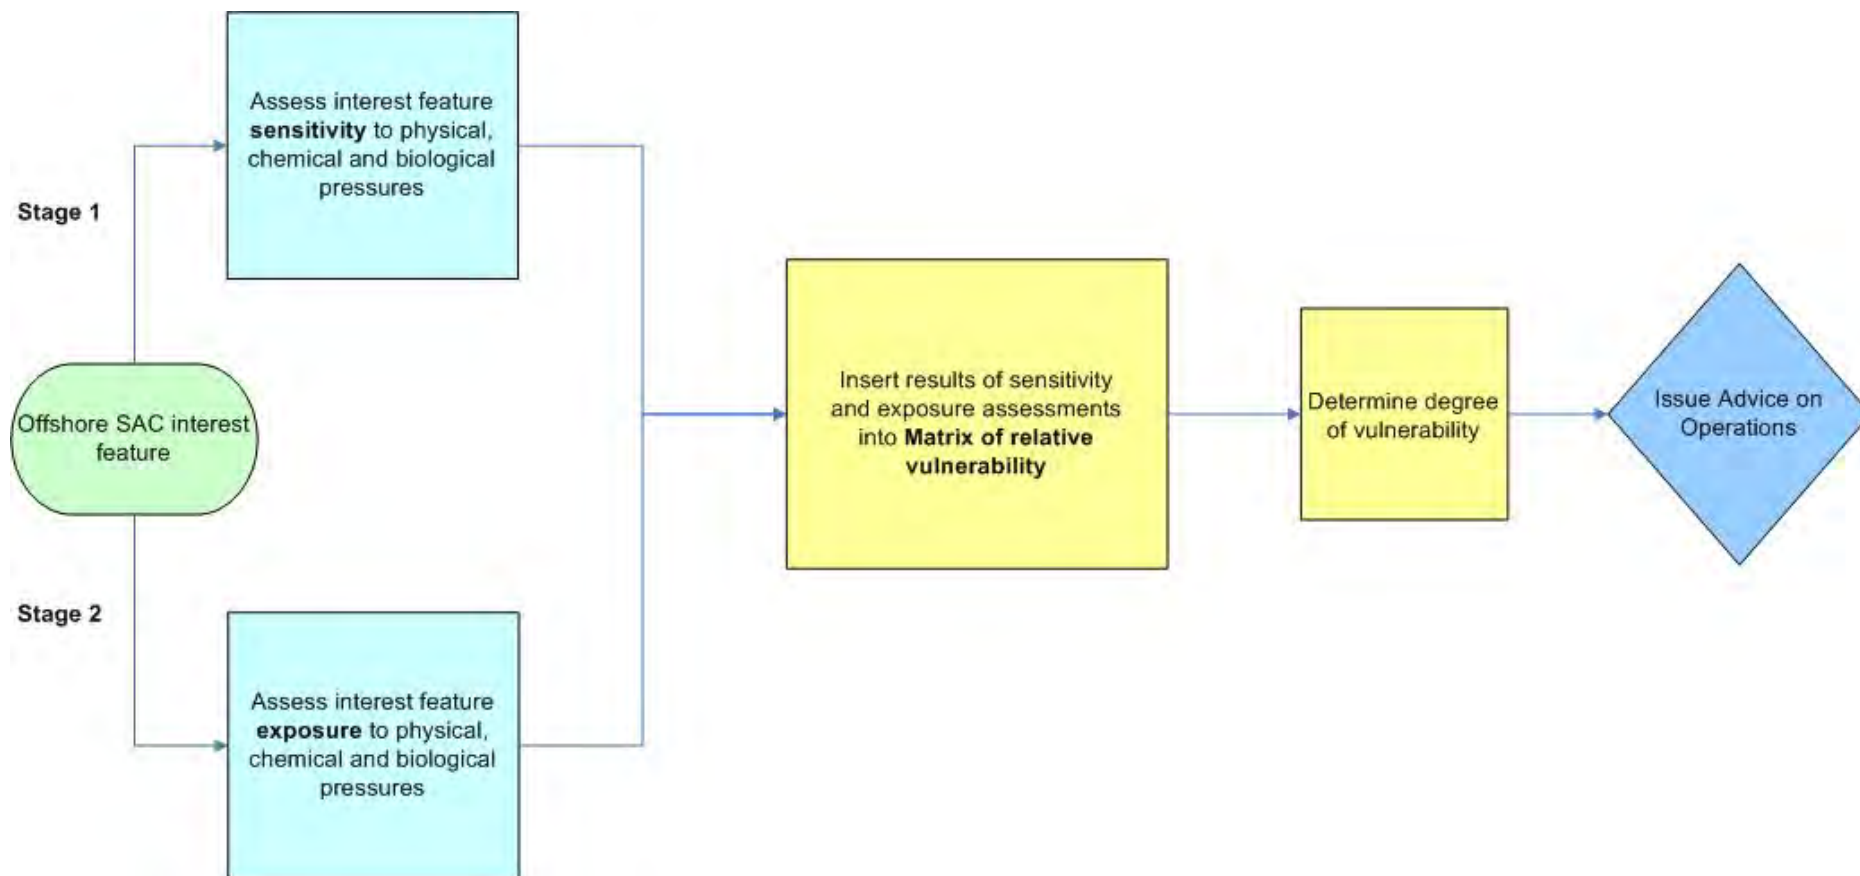 Assess interest feature
sensitivity to physical,
chemical and biological
pressures
Stage 1
Offshore SAC interest
feature
Stage 2
Assess interest feature
exposure to physical,
chemical and biological
pressures
Insert results of sensitivity
and exposure assessments
into Matrix of relative
vulnerability
Determine degree
of vulnerability
Issue Advice on
Operations